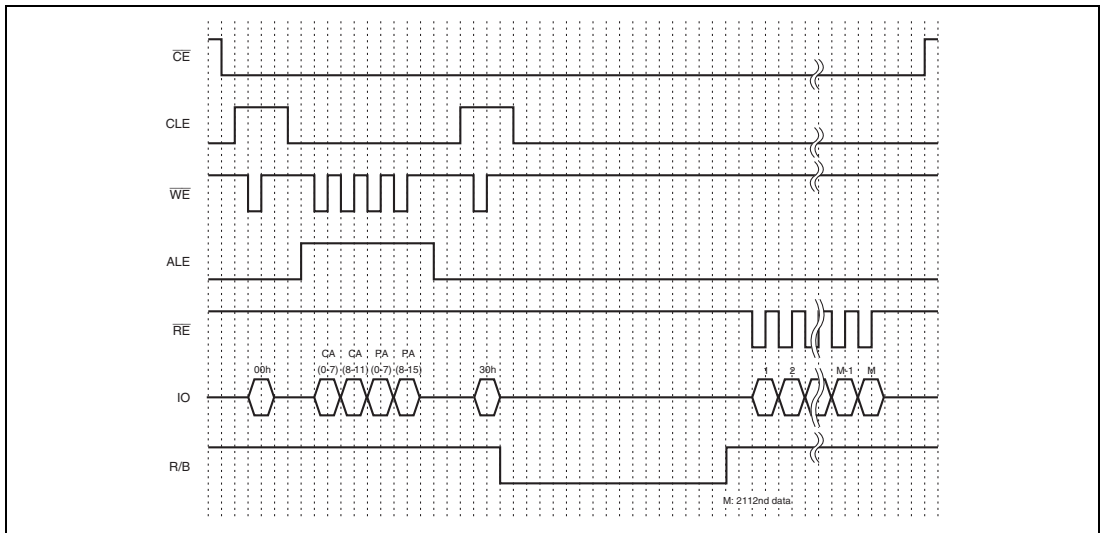 CE
CLE
WE
ALE
RE
CA CA PA PA
00h (0-7) (8-11) (0-7) (8-15) 30h 1 2 M-1 M
IO
R/B
M: 2112nd data